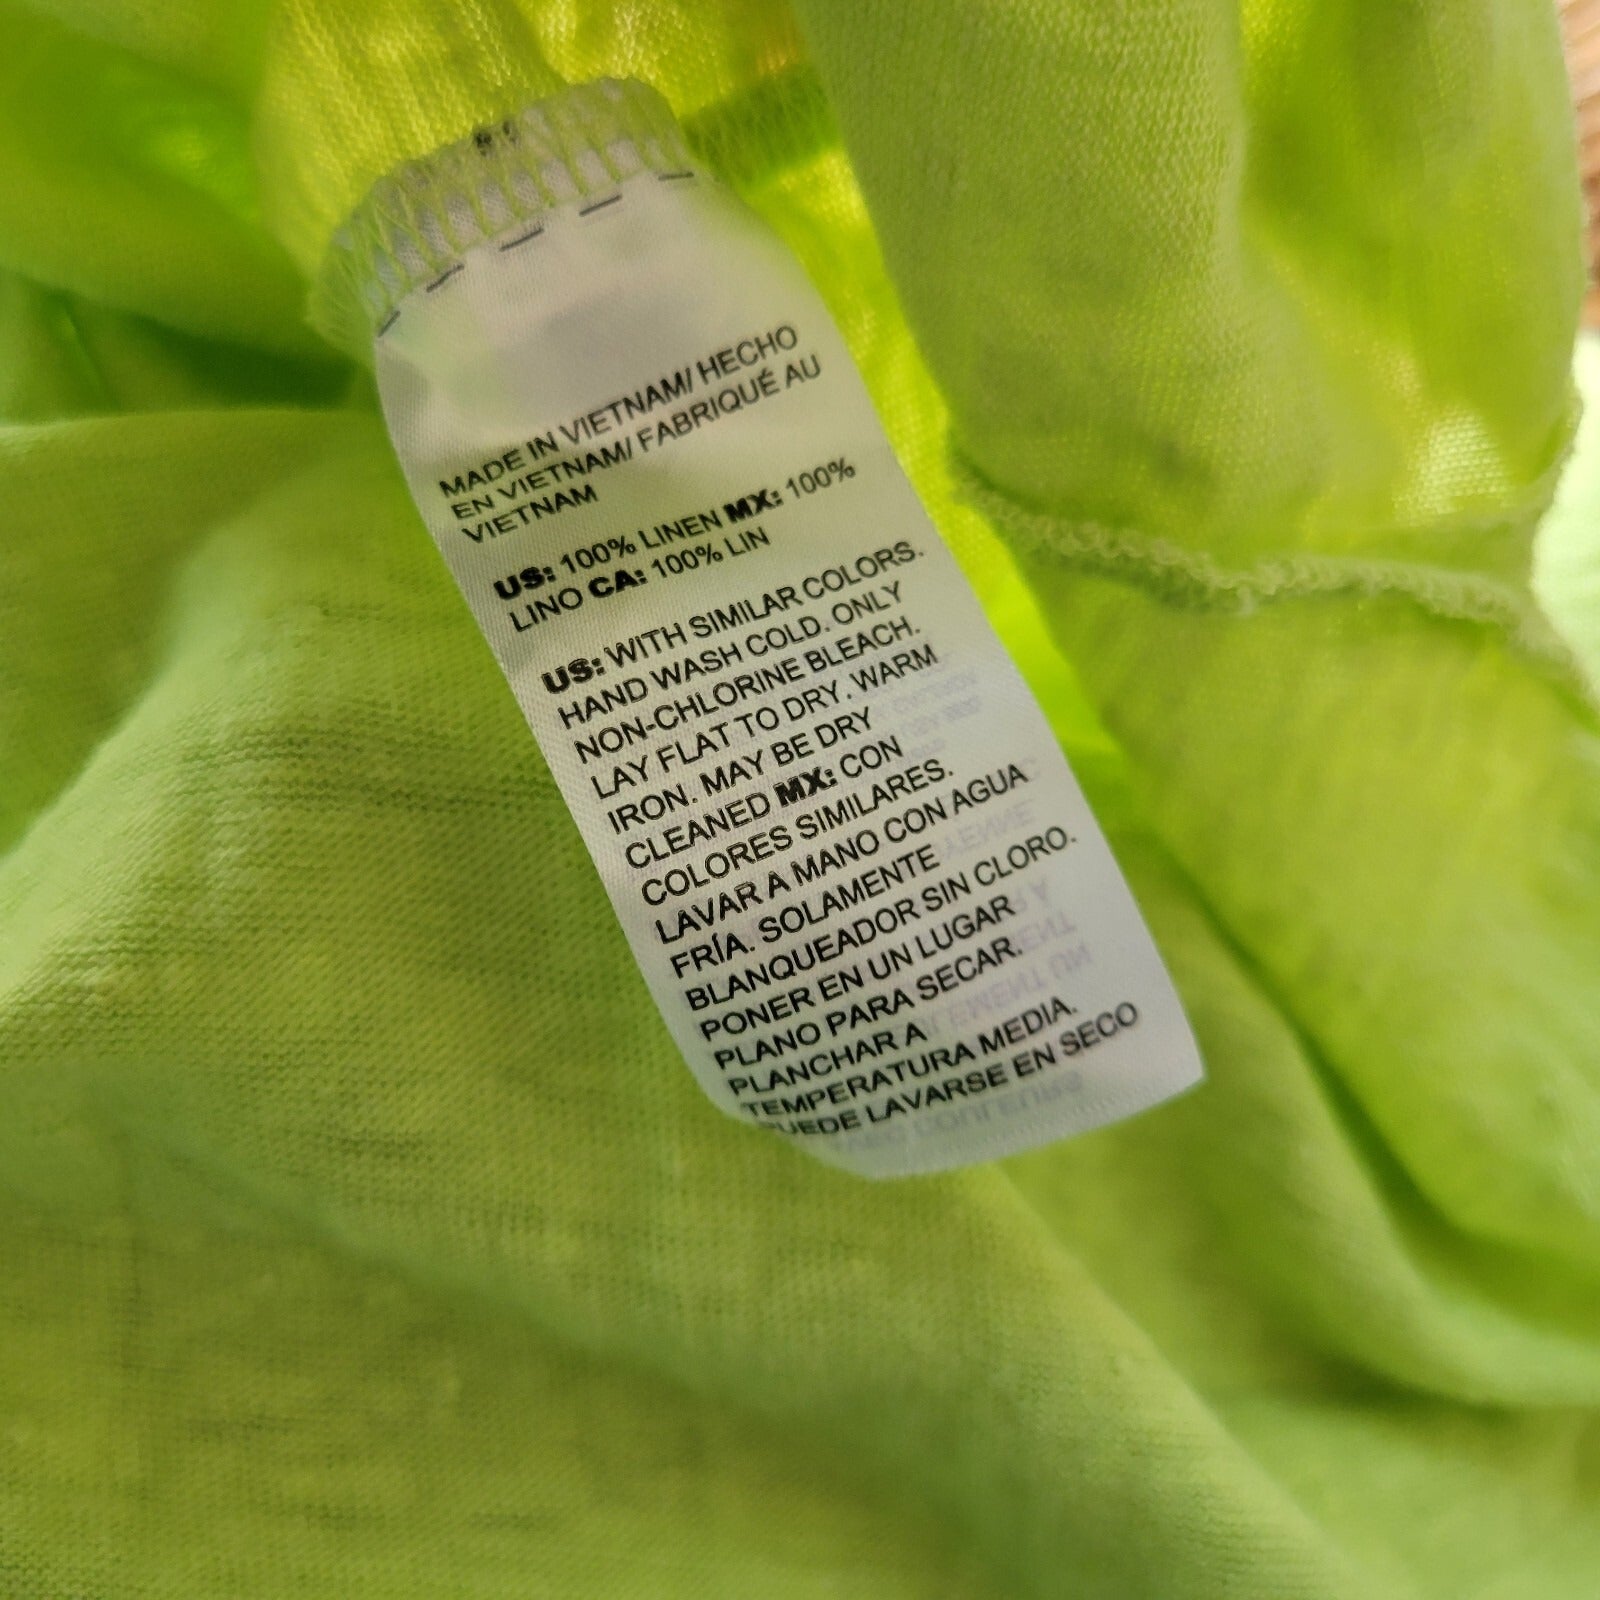 MADE IN VIETNAM/ HECHO
EN VIETNAM/ FABRIQUÉ AU
VIETNAM
US: 100% LINEN MX: 100%
LINO CA: 100% LIN
US: WITH SIMILAR COLORS.
HAND WASH COLD. ONLY
NON-CHLORINE BLEACH.
LAY FLAT TO DRY. WARM
IRON. MAY BE DRY
CLEANED MX: CON
COLORES SIMILARES.
LAVAR A MANO CON AGUA
FRÍA. SOLAMENTE
BLANQUEADOR SIN CLORO.
PONER EN UN LUGAR
PLANO PARA SECAR.
PLANCHAR A
TEMPERATURA MEDIA.
PUEDE LAVARSE EN SECO